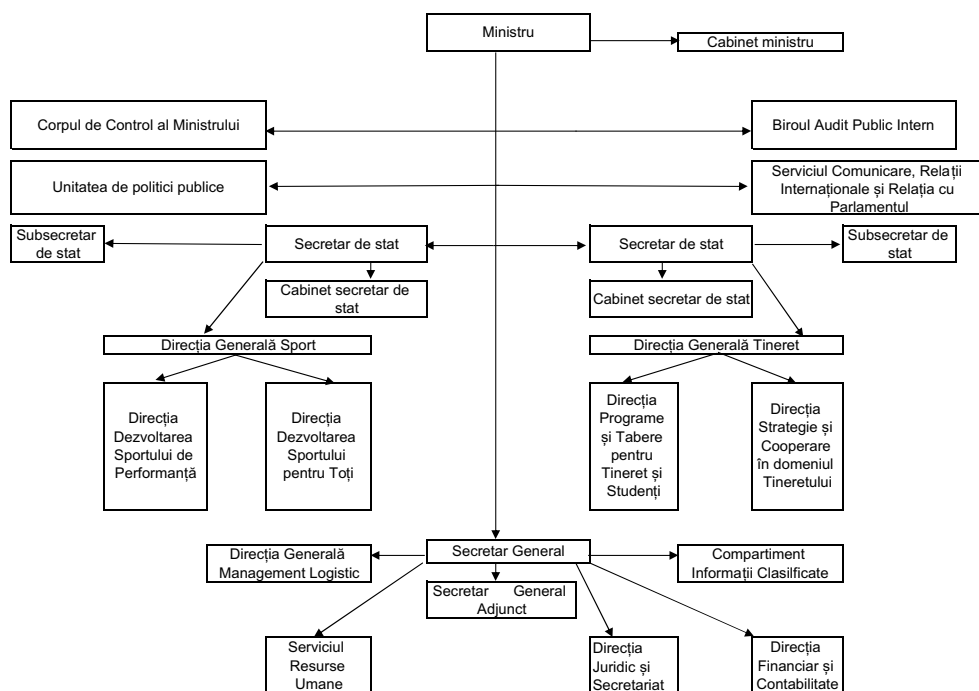 Ministru
Cabinet ministru
Corpul de Control al Ministrului
Biroul Audit Public Intern
Unitatea de politici publice
Serviciul Comunicare, Relații
Internaționale și Relația cu
Parlamentul
Subsecretar
de stat
Secretar de stat
Secretar de stat
Subsecretar de
stat
Cabinet secretar de
stat
Cabinet secretar de stat
Direcția Generală Sport
Direcția Generală Tineret
Direcția
Dezvoltarea
Sportului de
Performanță
Direcția
Dezvoltarea
Sportului
pentru Toți
Direcția
Programe
și Tabere
pentru
Tineret și
Studenți
Direcția
Strategie și
Cooperare
în domeniul
Tineretului
Direcția Generală
Management Logistic
Secretar General
Compartiment
Informații Clasilficate
Secretar General
Adjunct
Serviciul
Resurse
Umane
Direcția
Juridic și
Secretariat
Direcția
Financiar și
Contabilitate